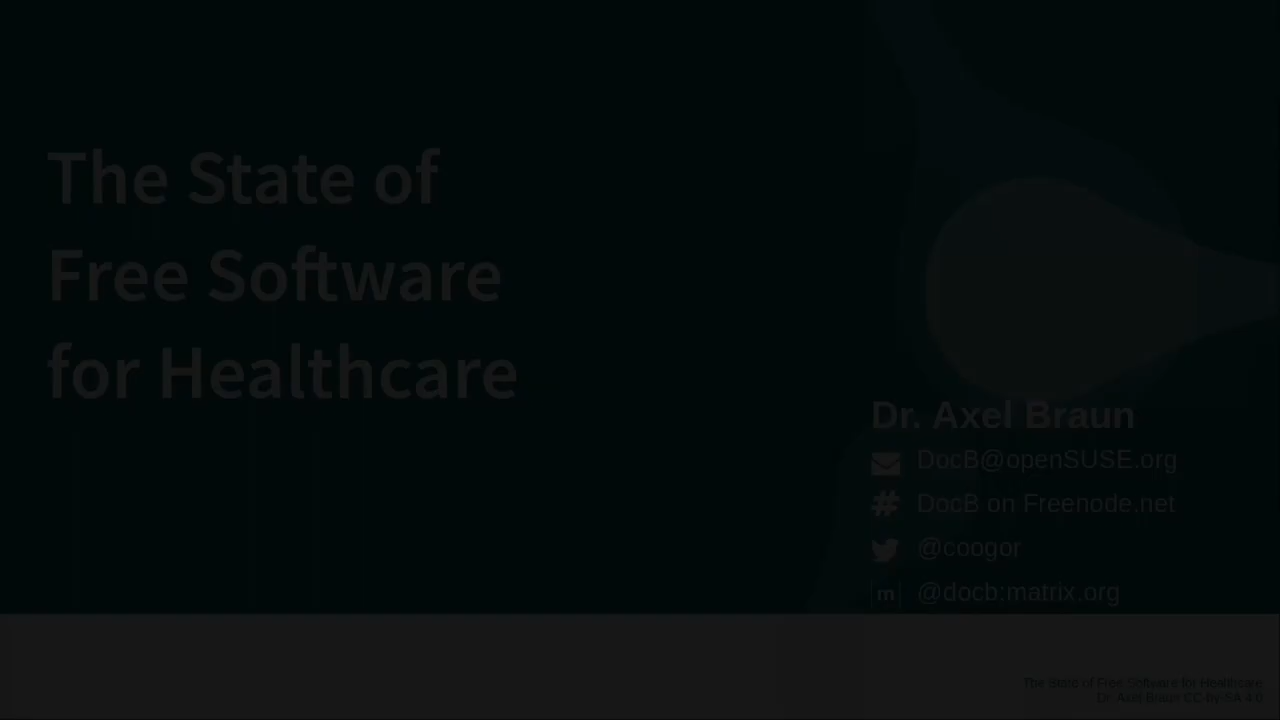 The State of
Free Software
for Healthcare
Dr. Axel Braun
DocB@openSUSE.org
DocB on Freenode.net
@coogor
m @docb:matrix.org
The State of Free Software for Healthcare
Dr. Axel Braun CC-by-SA 4.0